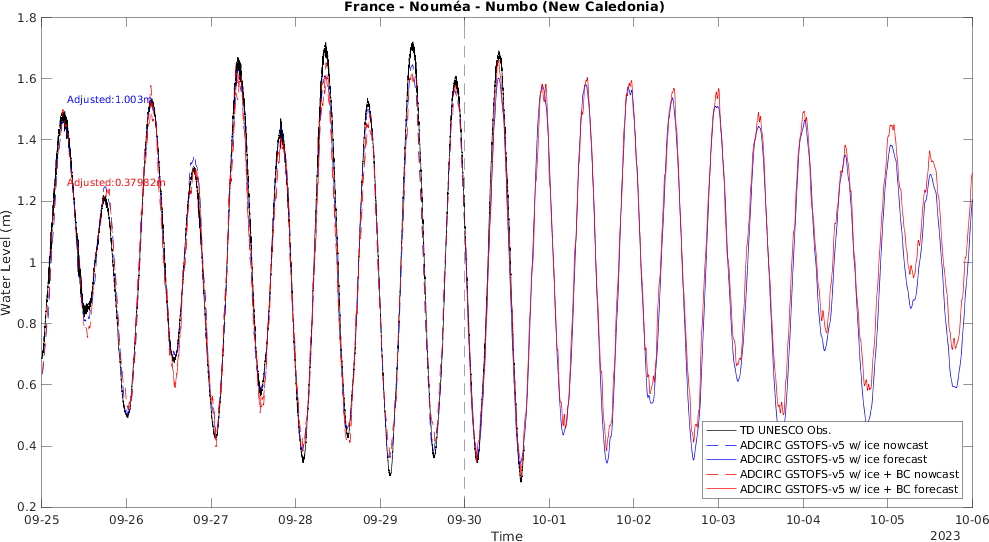 France - Nouméa - Numbo (New Caledonia)
1.8
1.6
1.4
1.2
1
0.8
0.6
0.4
0.2
Water Level (m)
Adjusted:1.003m
Adjusted:0.37982m
TD UNESCO Obs.
ADCIRC GSTOFS-v5 w/ ice nowcast
ADCIRC GSTOFS-v5 w/ ice forecast
ADCIRC GSTOFS-v5 w/ ice + BC nowcast
ADCIRC GSTOFS-v5 w/ ice + BC forecast
09-25 09-26 09-27 09-28 09-29 09-30 10-01 10-02 10-03 10-04 10-05 10-06
Time
2023